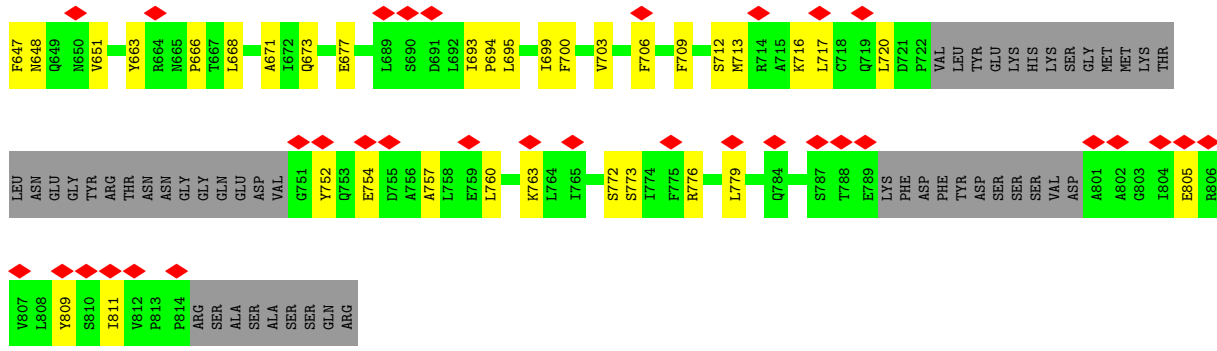 F647 N648 Q649 N650 V651 Y663 R664 N665 P666 T667 L668 A671 I672 Q673 E677 L689 S690 D691 L692 I693 P694 L695 I699 F700 V703 F706 F709 S712 M713 R714 A715 K716 L717 C718 Q719 L720 D721 P722 VAL LEU TYR GLU LYS HIS LYS SER GLY MET MET LYS THR
LEU ASN GLU GLY TYR ARG THR ASN ASN GLY GLY GLN GLU ASP VAL G751 Y752 Q753 E754 D755 A756 A757 L758 E759 L760 K763 L764 I765 S772 S773 I774 F775 R776 L779 Q784 S787 T788 E789 LYS PHE ASP PHE TYR ASP SER SER SER VAL ASP A801 A802 G803 I804 E805 R806
V807 L808 Y809 S810 I811 V812 P813 P814 ARG SER ALA SER ALA SER SER GLN ARG